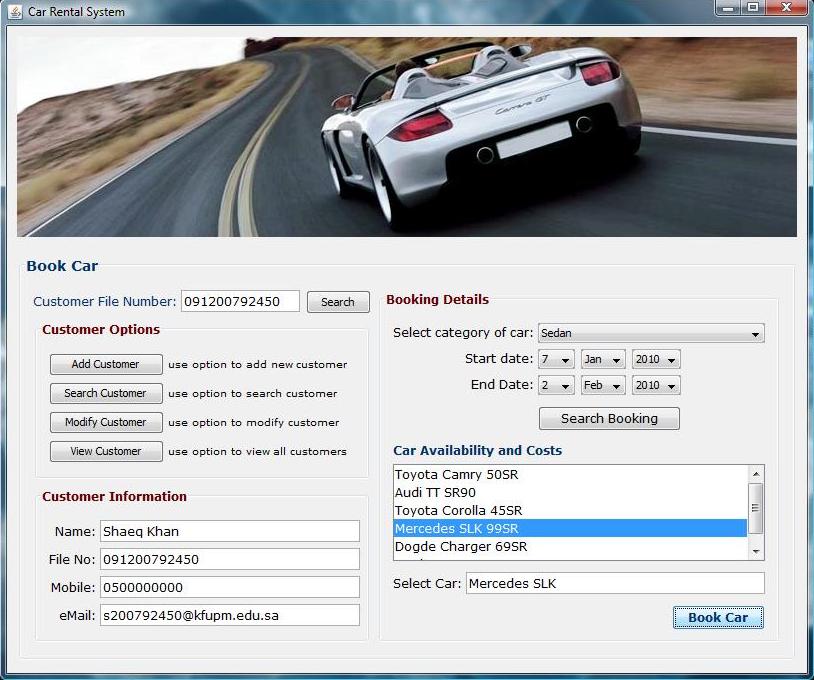 Car Rental System
Carrera GT
Book Car
Customer File Number: 091200792450 Search
Customer Options
Add Customer use option to add new customer
Search Customer use option to search customer
Modify Customer use option to modify customer
View Customer use option to view all customers
Customer Information
Name: Shaeq Khan
File No: 091200792450
Mobile: 0500000000
eMail: s200792450@kfupm.edu.sa
Booking Details
Select category of car: Sedan
Start date: 7 Jan 2010
End Date: 2 Feb 2010
Search Booking
Car Availability and Costs
Toyota Camry 50SR
Audi TT SR90
Toyota Corolla 45SR
Mercedes SLK 99SR
Dogde Charger 69SR
Select Car: Mercedes SLK
Book Car